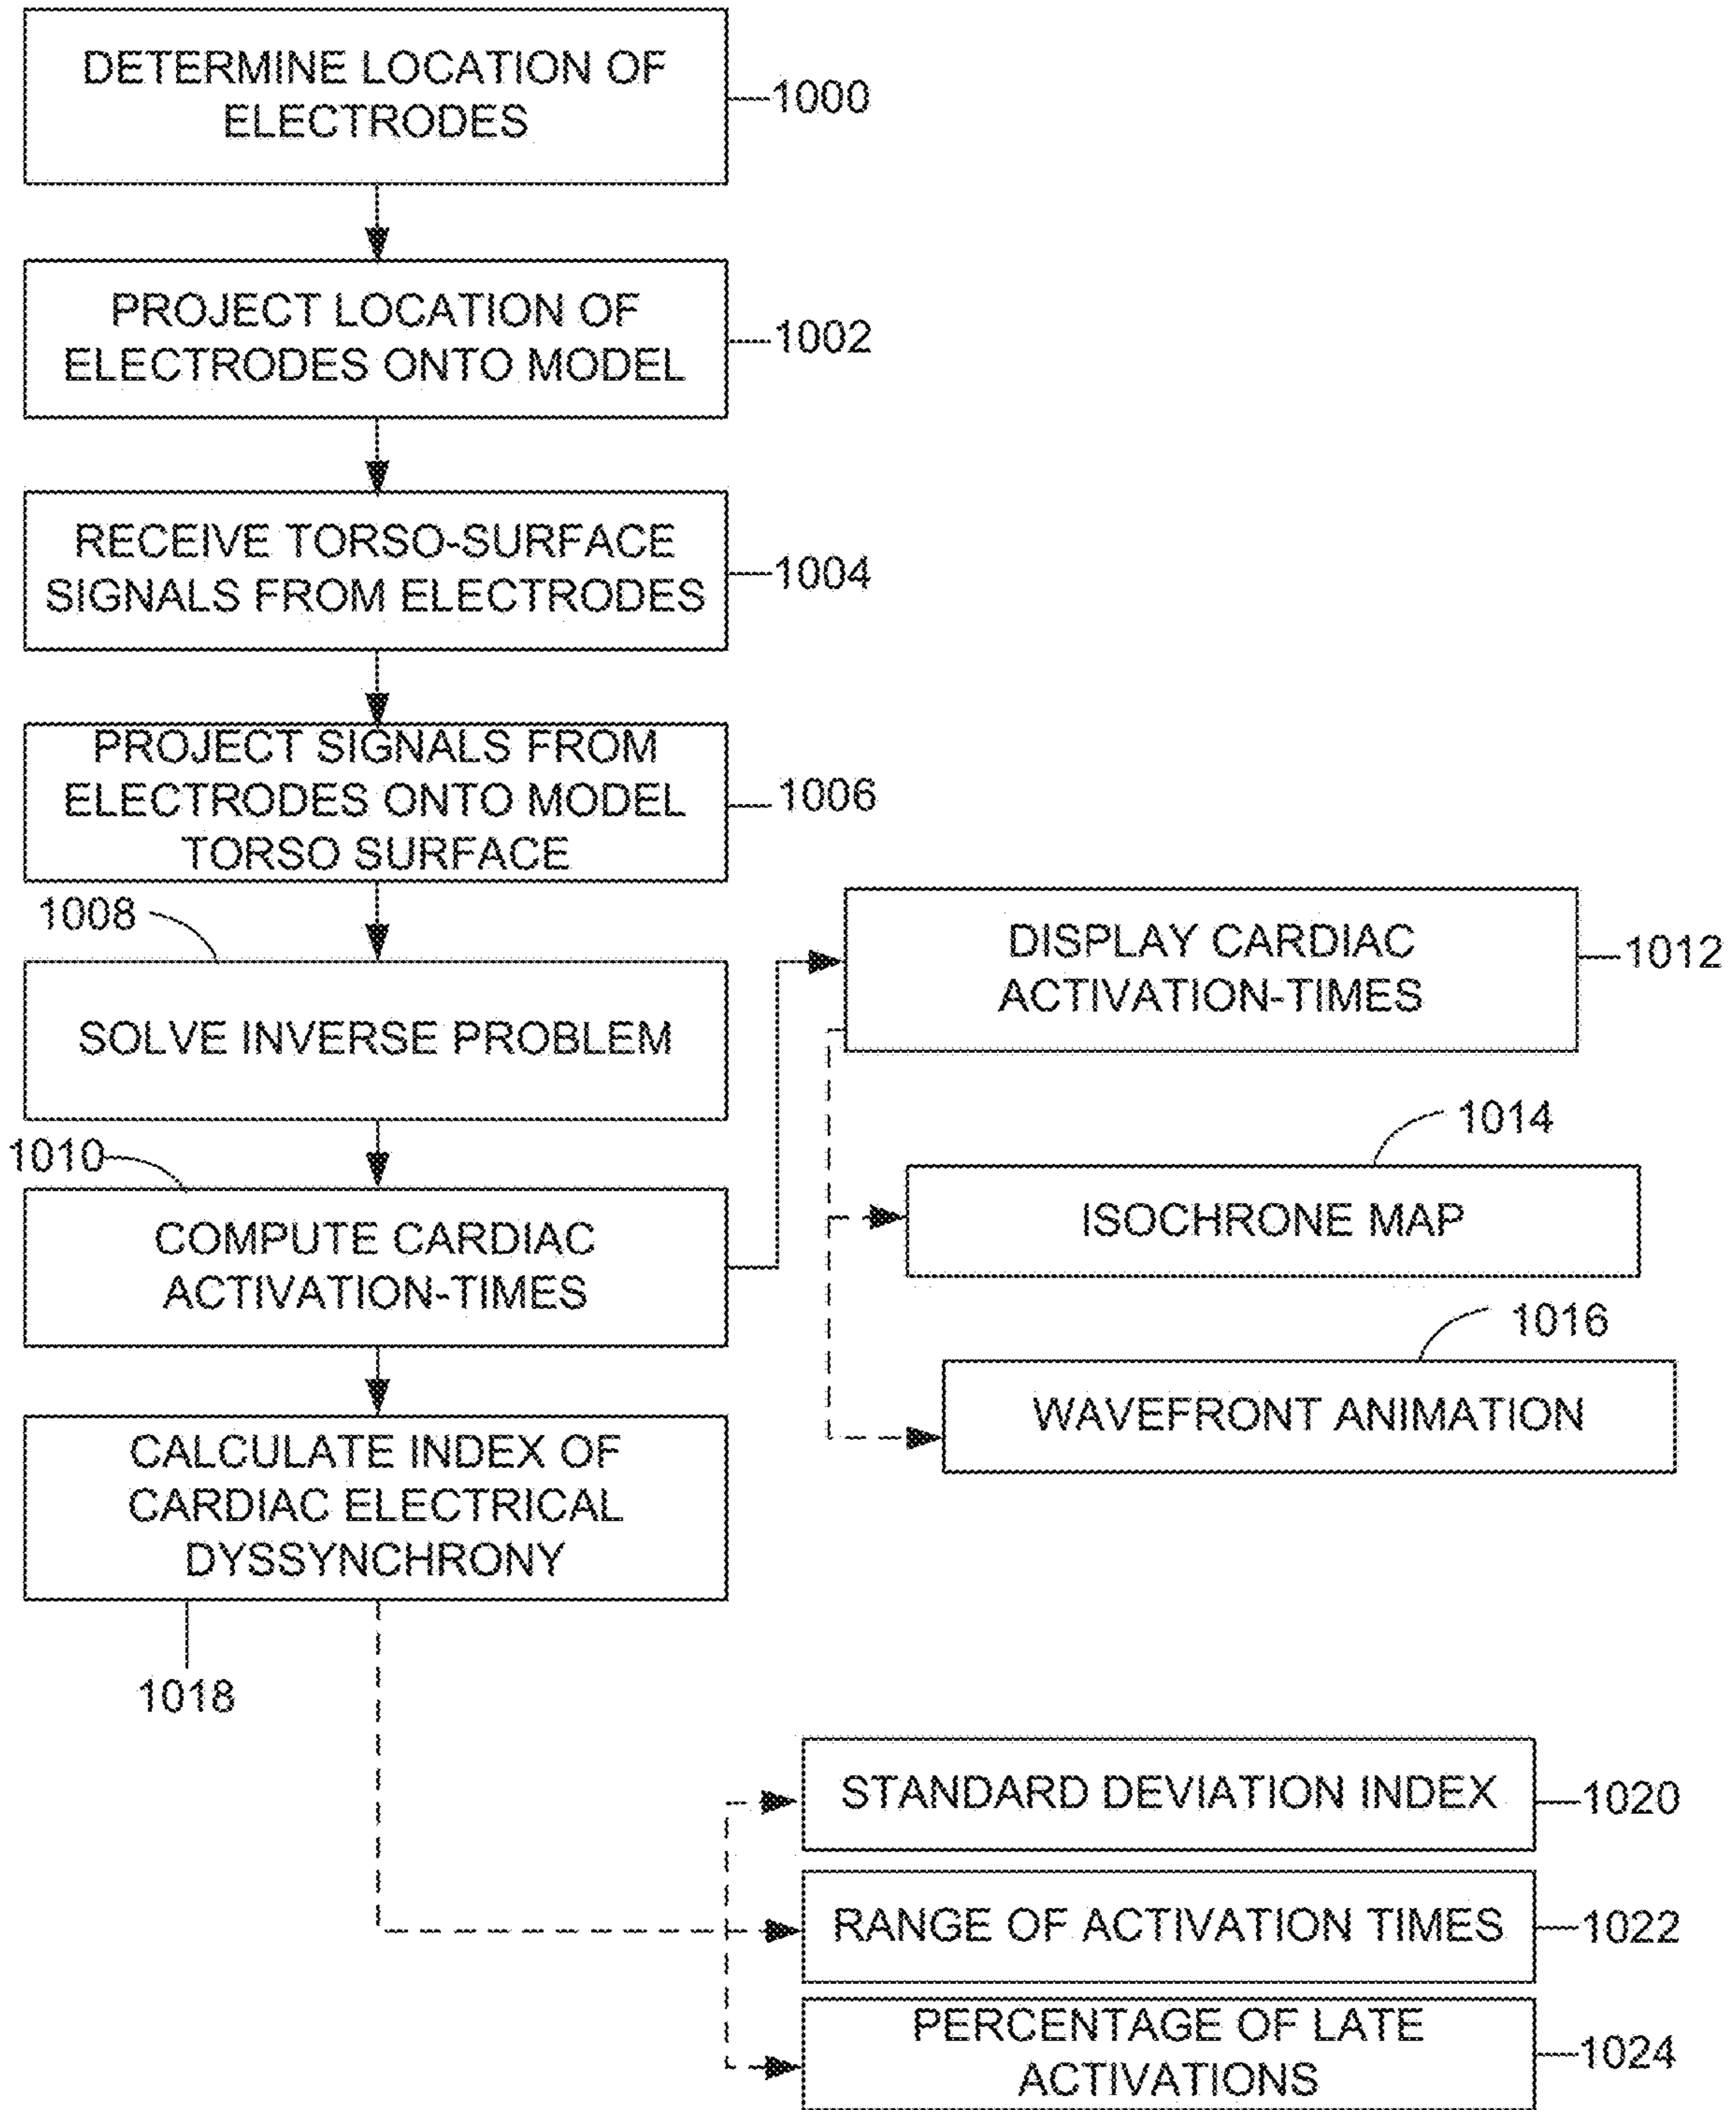 DETERMINE LOCATION OF
ELECTRODES
1000
PROJECT LOCATION OF
ELECTRODES ONTO MODEL
1002
RECEIVE TORSO-SURFACE
SIGNALS FROM ELECTRODES
1004
PROJECT SIGNALS FROM
ELECTRODES ONTO MODEL
TORSO SURFACE
1006
1008
SOLVE INVERSE PROBLEM
1010
COMPUTE CARDIAC
ACTIVATION-TIMES
DISPLAY CARDIAC
ACTIVATION-TIMES
1012
1014
ISOCHRONE MAP
1016
WAVEFRONT ANIMATION
CALCULATE INDEX OF
CARDIAC ELECTRICAL
DYSSYNCHRONY
1018
STANDARD DEVIATION INDEX
1020
RANGE OF ACTIVATION TIMES
1022
PERCENTAGE OF LATE
ACTIVATIONS
1024